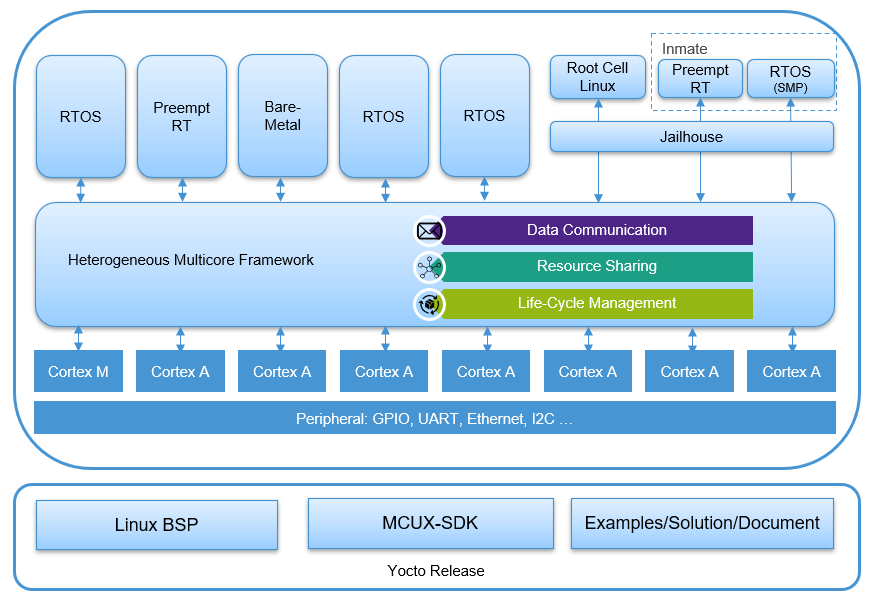 Inmate
RTOS
Preempt
RT
Bare-
Metal
RTOS
RTOS
Root Cell
Linux
Preempt
RT
RTOS
(SMP)
Jailhouse
Heterogeneous Multicore Framework
Data Communication
Resource Sharing
Life-Cycle Management
Cortex M
Cortex A
Cortex A
Cortex A
Cortex A
Cortex A
Cortex A
Cortex A
Peripheral: GPIO, UART, Ethernet, I2C ...
Linux BSP
MCUX-SDK
Examples/Solution/Document
Yocto Release